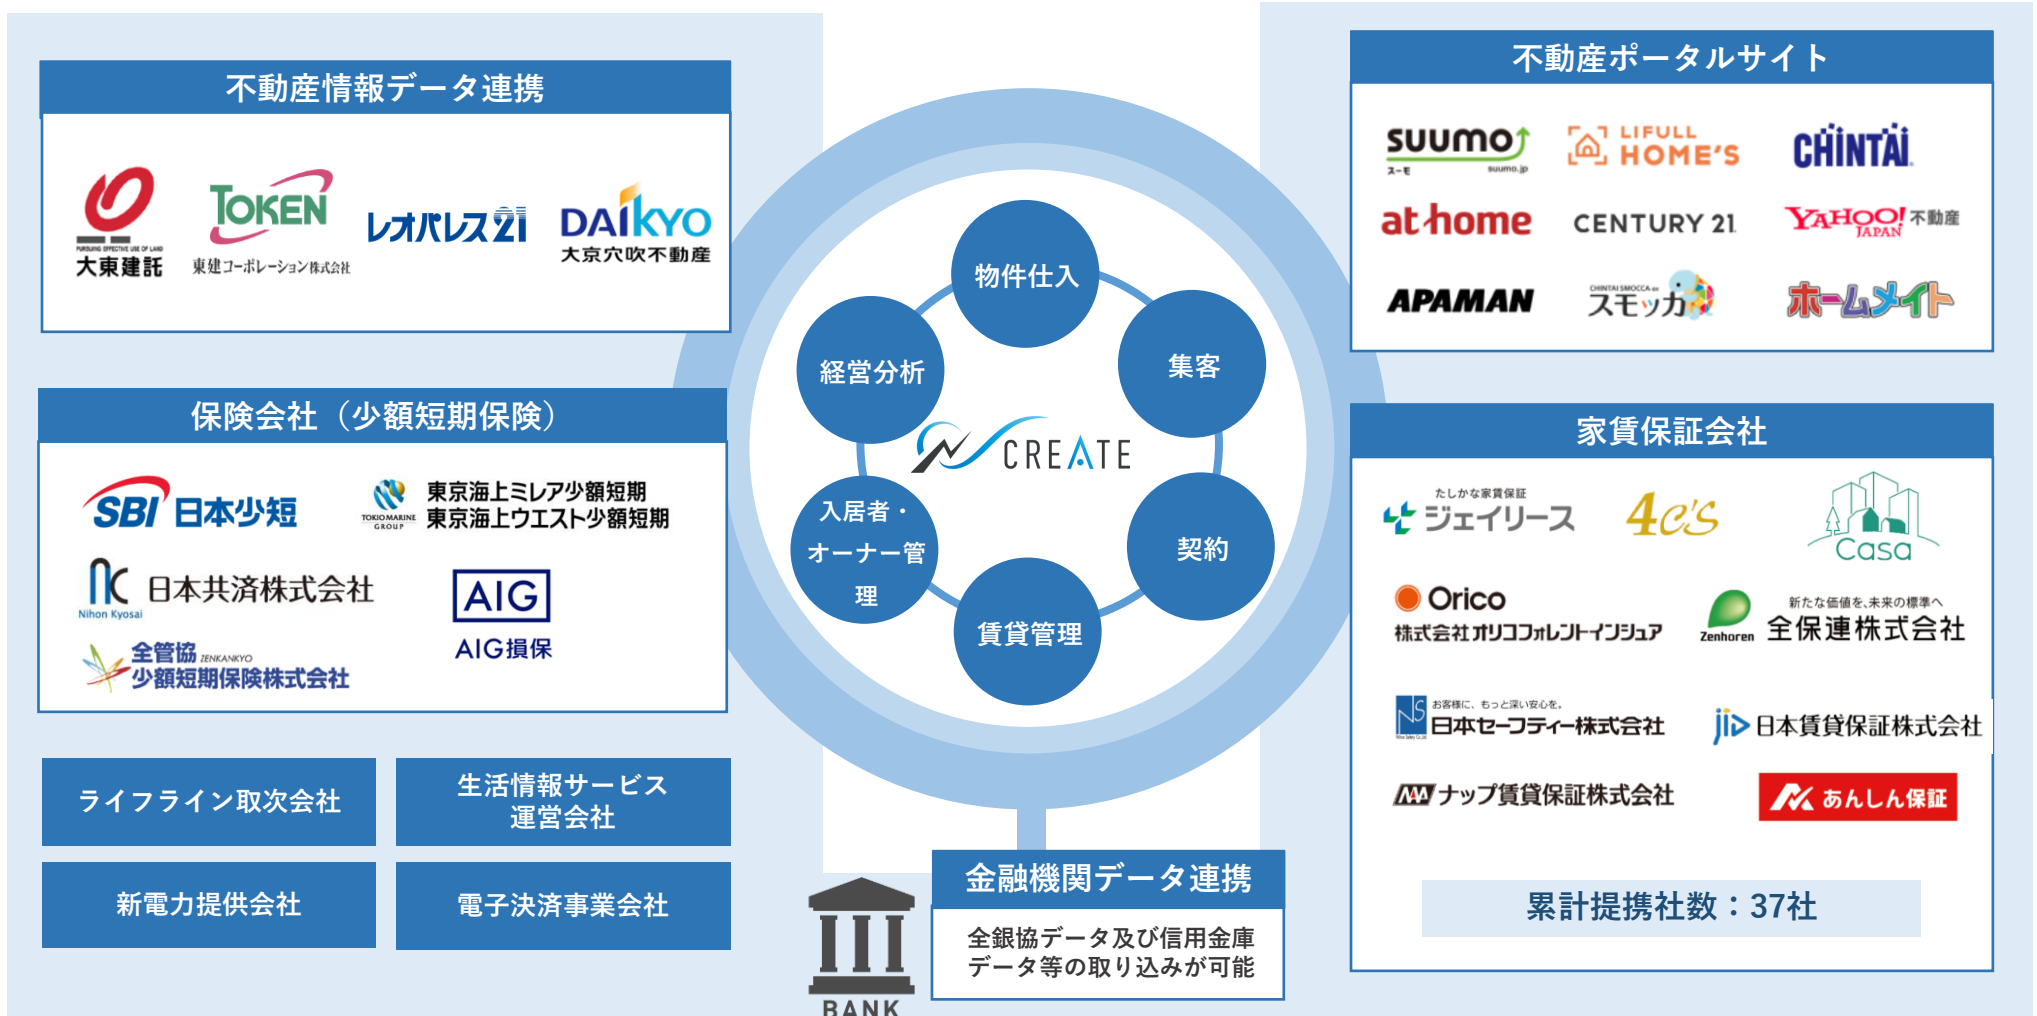 不動産情報データ連携
PURSUING EFFECTIVE USE OF LAND
大東建託
TOKEN
東建コーポレーション株式会社
レオパレス21
DAIKYO
大京穴吹不動産
保険会社（少額短期保険）
SBI 日本少短
TOKIO MARINE
GROUP
東京海上ミレア少額短期
東京海上ウエスト少額短期
nc
Nihon Kyosai
日本共済株式会社
AIG
AIG損保
全管協 ZENKANKYO
少額短期保険株式会社
ライフライン取次会社
生活情報サービス
運営会社
新電力提供会社
電子決済事業会社
物件仕入
集客
契約
賃貸管理
入居者・
オーナー管
理
経営分析
CREATE
BANK
金融機関データ連携
全銀協データ及び信用金庫
データ等の取り込みが可能
不動産ポータルサイト
suumo
スーモ
suumo.jp
LIFULL
HOME'S
CHINTAI
at home
CENTURY 21
YAHOO! 不動産
JAPAN
APAMAN
CHINTAI SMOCCA
スモッカ
ホームメイト
家賃保証会社
たしかな家賃保証
ジェイリース
4c's
Casa
Orico
株式会社オリコフォレントインシュア
Zenhoren
新たな価値を、未来の標準へ
全保連株式会社
NS
お客様に、もっと深い安心を。
日本セーフティー株式会社
jid 日本賃貸保証株式会社
ナップ賃貸保証株式会社
あんしん保証
累計提携社数：37社